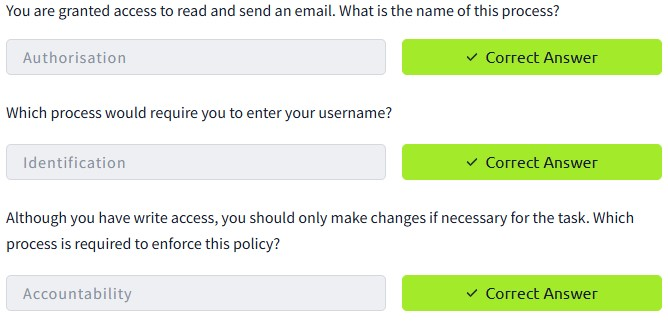 You are granted access to read and send an email. What is the name of this process?
Authorisation
✓ Correct Answer
Which process would require you to enter your username?
Identification
✓ Correct Answer
Although you have write access, you should only make changes if necessary for the task. Which
process is required to enforce this policy?
Accountability
✓ Correct Answer